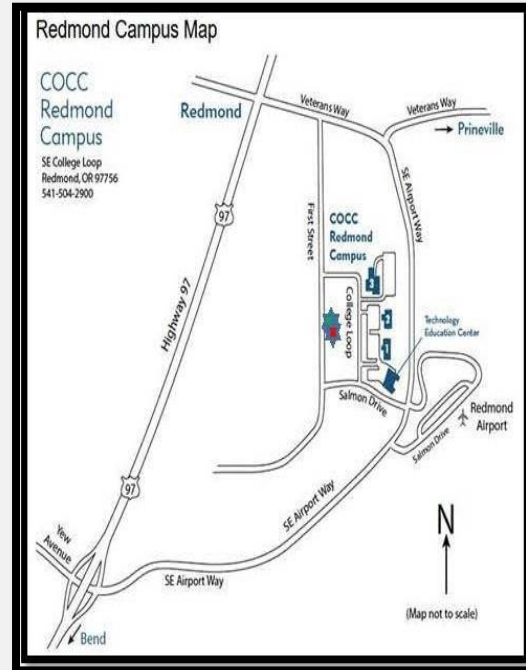 Redmond Campus Map
COCC
Redmond
Campus
SE College Loop
Redmond, OR 97756
541-504-2900
Redmond
Veterans Way
Veterans Way
Prineville
97
Highway 97
First Street
SE Airport Way
COCC
Redmond
Campus
3
College Loop
2
1
Technology
Education Center
Salmon Drive
Redmond
Airport
Salmon Drive
97
SE Airport Way
Yew
Avenue
SE Airport Way
N
(Map not to scale)
Bend